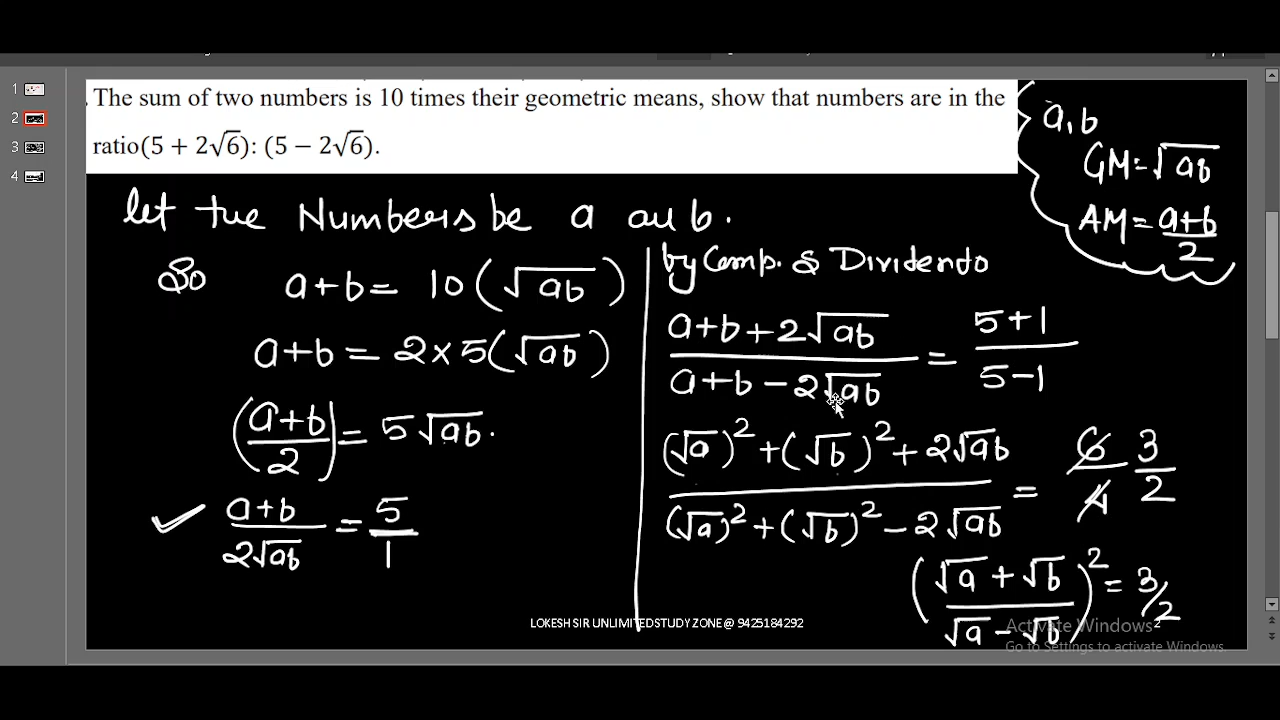 1
2
3
4
. The sum of two numbers is 10 times their geometric means, show that numbers are in the
ratio(5 + 2√6): (5 − 2√6).
a,b
GM = √ab
AM = a+b/2
let the Numbers be a an b.
So a+b = 10(√ab)
a+b = 2×5(√ab)
(a+b/2) = 5√ab.
✓ a+b/2√ab = 5/1
by Comp. & Dividendo
a+b+2√ab / a+b−2√ab = 5+1/5−1
(√a)²+(√b)²+2√ab / (√a)²+(√b)²−2√ab = 6/4 3/2
(√a+√b/√a−√b)² = 3/2
LOKESH SIR UNLIMITEDSTUDY ZONE@ 9425184292
Activate Windows
Go to Settings to activate Windows.